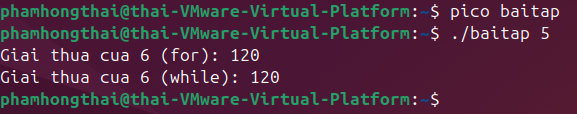 phamhongthai@thai-VMware-Virtual-Platform:~$ pico baitap
phamhongthai@thai-VMware-Virtual-Platform:~$ ./baitap 5
Giai thua cua 6 (for): 120
Giai thua cua 6 (while): 120
phamhongthai@thai-VMware-Virtual-Platform:~$